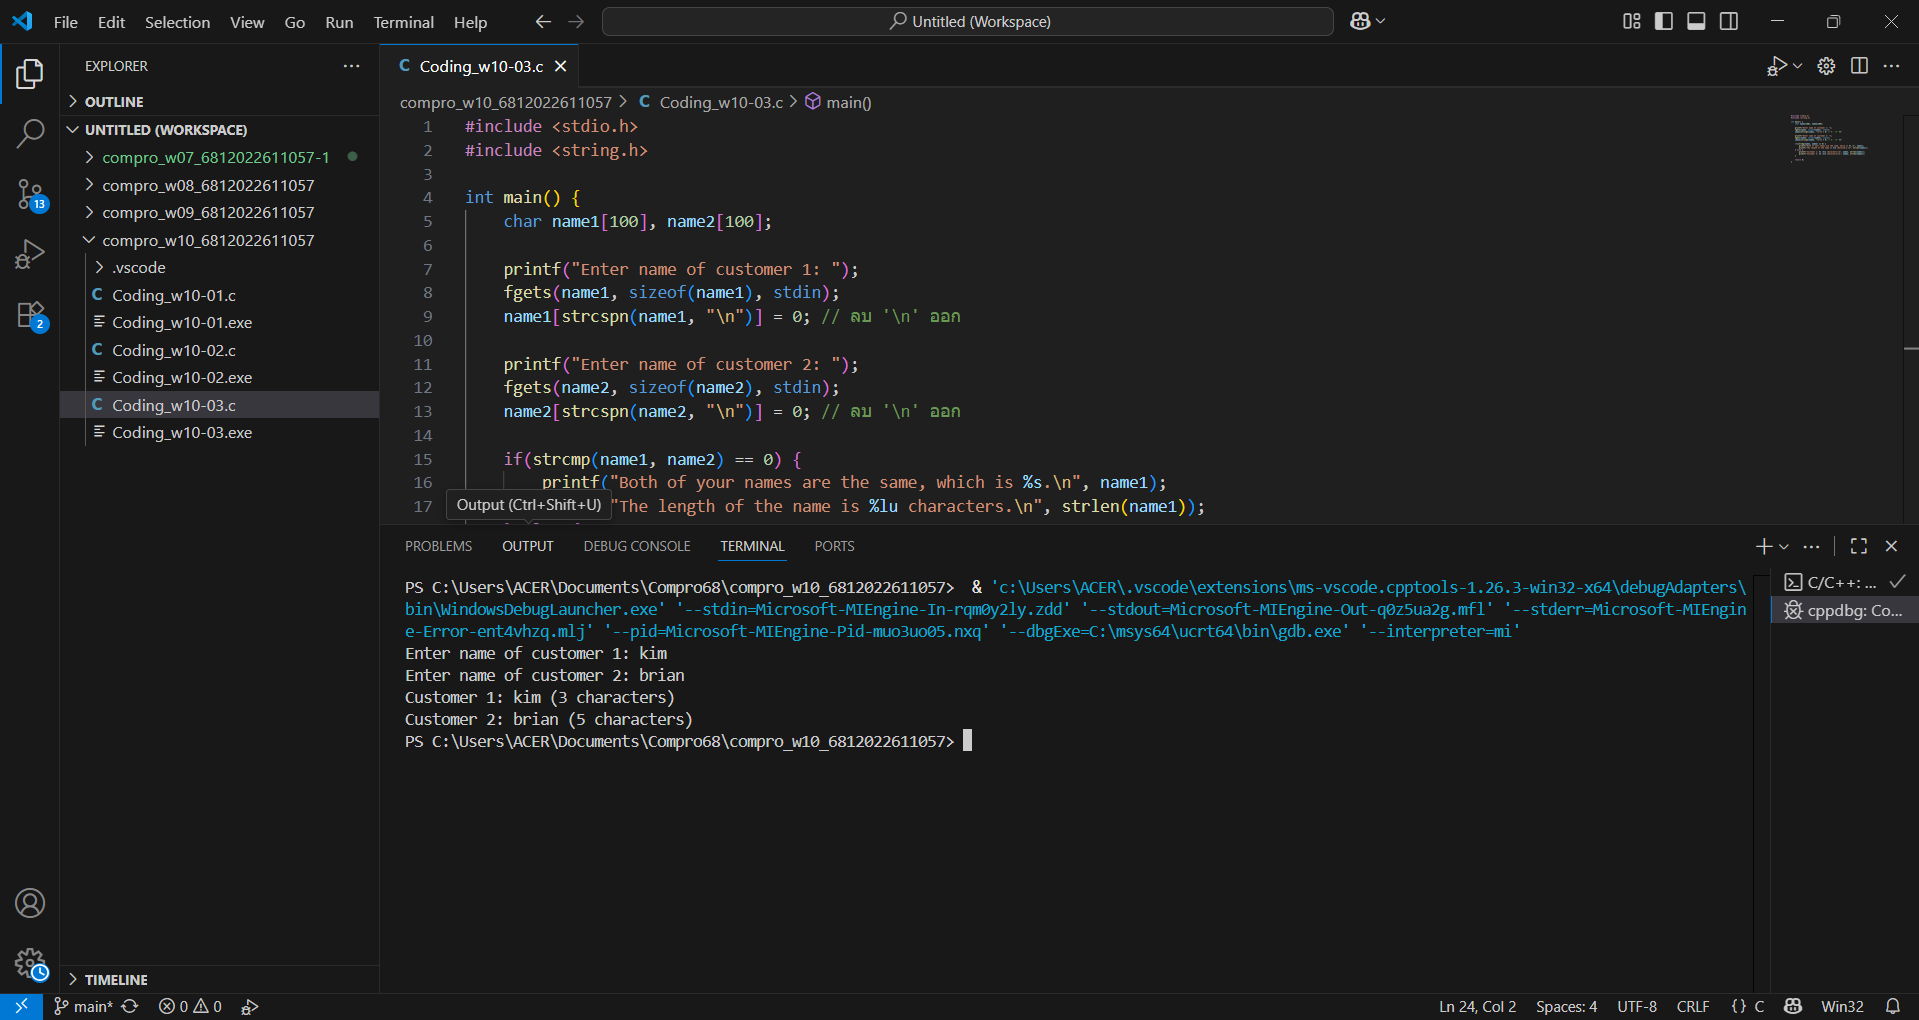 File Edit Selection View Go Run Terminal Help
Untitled (Workspace)
EXPLORER
OUTLINE
UNTITLED (WORKSPACE)
compro_w07_6812022611057-1
compro_w08_6812022611057
compro_w09_6812022611057
compro_w10_6812022611057
.vscode
Coding_w10-01.c
Coding_w10-01.exe
Coding_w10-02.c
Coding_w10-02.exe
Coding_w10-03.c
Coding_w10-03.exe
TIMELINE
13
2
C Coding_w10-03.c
compro_w10_6812022611057 > C Coding_w10-03.c > main()
1 #include <stdio.h>
2 #include <string.h>
3
4 int main() {
5 char name1[100], name2[100];
6
7 printf("Enter name of customer 1: ");
8 fgets(name1, sizeof(name1), stdin);
9 name1[strcspn(name1, "\n")] = 0; // ลบ '\n' ออก
10
11 printf("Enter name of customer 2: ");
12 fgets(name2, sizeof(name2), stdin);
13 name2[strcspn(name2, "\n")] = 0; // ลบ '\n' ออก
14
15 if(strcmp(name1, name2) == 0) {
16 printf("Both of your names are the same, which is %s.\n", name1);
17 "The length of the name is %lu characters.\n", strlen(name1));
Output (Ctrl+Shift+U)
PROBLEMS OUTPUT DEBUG CONSOLE TERMINAL PORTS
PS C:\Users\ACER\Documents\Compro68\compro_w10_6812022611057> & 'c:\Users\ACER\.vscode\extensions\ms-vscode.cpptools-1.26.3-win32-x64\debugAdapters\
bin\WindowsDebugLauncher.exe' '--stdin=Microsoft-MIEngine-In-rqm0y2ly.zdd' '--stdout=Microsoft-MIEngine-Out-q0z5ua2g.mfl' '--stderr=Microsoft-MIEngin
e-Error-ent4vhzq.mlj' '--pid=Microsoft-MIEngine-Pid-muo3uo05.nxq' '--dbgExe=C:\msys64\ucrt64\bin\gdb.exe' '--interpreter=mi'
Enter name of customer 1: kim
Enter name of customer 2: brian
Customer 1: kim (3 characters)
Customer 2: brian (5 characters)
PS C:\Users\ACER\Documents\Compro68\compro_w10_6812022611057>
C/C++: ...
cppdbg: Co...
main* 0 0
Ln 24, Col 2 Spaces: 4 UTF-8 CRLF {} C Win32